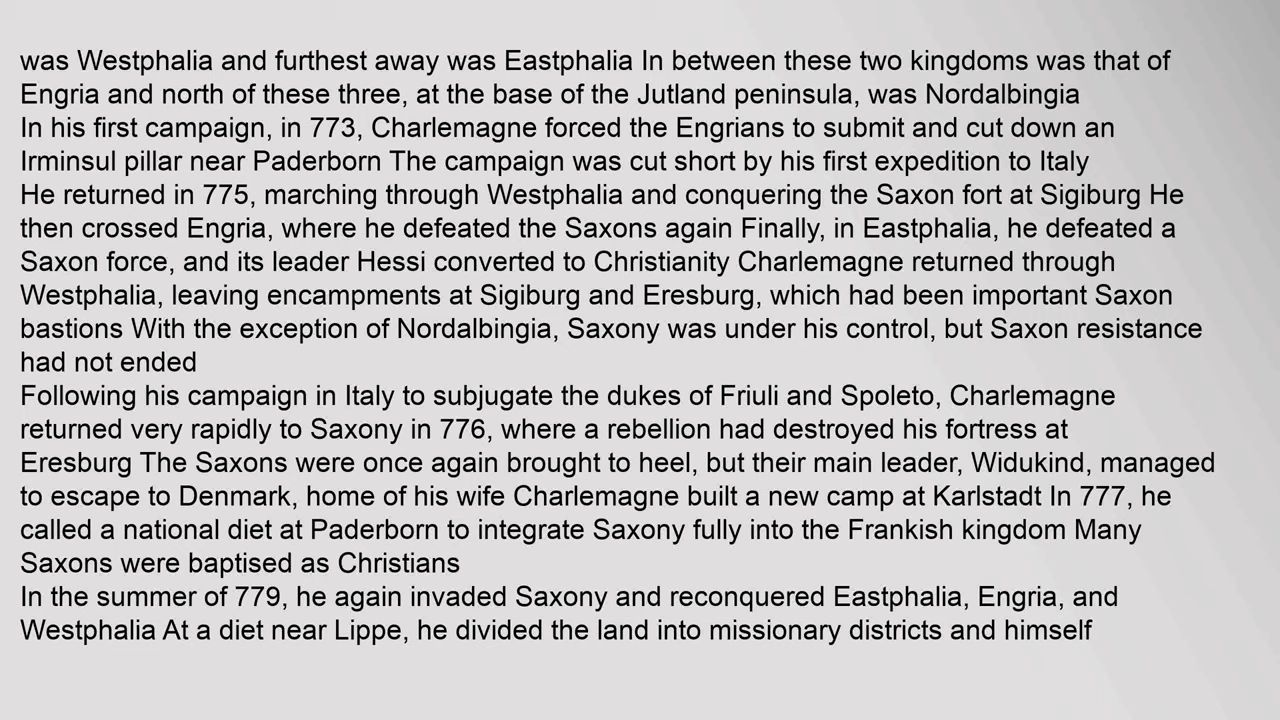 was Westphalia and furthest away was Eastphalia In between these two kingdoms was that of
Engria and north of these three, at the base of the Jutland peninsula, was Nordalbingia
In his first campaign, in 773, Charlemagne forced the Engrians to submit and cut down an
Irminsul pillar near Paderborn The campaign was cut short by his first expedition to Italy
He returned in 775, marching through Westphalia and conquering the Saxon fort at Sigiburg He
then crossed Engria, where he defeated the Saxons again Finally, in Eastphalia, he defeated a
Saxon force, and its leader Hessi converted to Christianity Charlemagne returned through
Westphalia, leaving encampments at Sigiburg and Eresburg, which had been important Saxon
bastions With the exception of Nordalbingia, Saxony was under his control, but Saxon resistance
had not ended
Following his campaign in Italy to subjugate the dukes of Friuli and Spoleto, Charlemagne
returned very rapidly to Saxony in 776, where a rebellion had destroyed his fortress at
Eresburg The Saxons were once again brought to heel, but their main leader, Widukind, managed
to escape to Denmark, home of his wife Charlemagne built a new camp at Karlstadt In 777, he
called a national diet at Paderborn to integrate Saxony fully into the Frankish kingdom Many
Saxons were baptised as Christians
In the summer of 779, he again invaded Saxony and reconquered Eastphalia, Engria, and
Westphalia At a diet near Lippe, he divided the land into missionary districts and himself